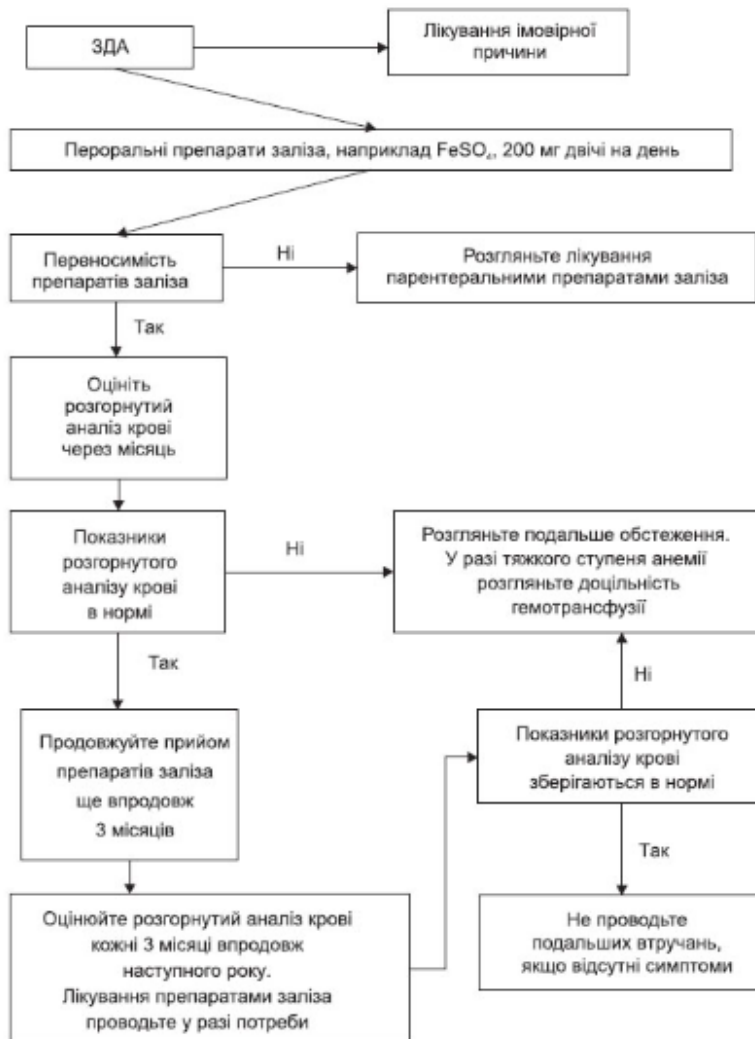 ЗДА
Лікування імовірної
причини
Пероральні препарати заліза, наприклад FeSO₄, 200 мг двічі на день
Переносимість
препаратів заліза
Ні
Розгляньте лікування
парентеральними препаратами заліза
Так
Оцініть
розгорнутий
аналіз крові
через місяць
Показники
розгорнутого
аналізу крові
в нормі
Ні
Розгляньте подальше обстеження.
У разі тяжкого ступеня анемії
розгляньте доцільність
гемотрансфузії
Так
Ні
Продовжуйте прийом
препаратів заліза
ще впродовж
3 місяців
Показники розгорнутого
аналізу крові
зберігаються в нормі
Так
Оцінюйте розгорнутий аналіз крові
кожні 3 місяці впродовж
наступного року.
Лікування препаратами заліза
проводьте у разі потреби
Не проводьте
подальших втручань,
якщо відсутні симптоми